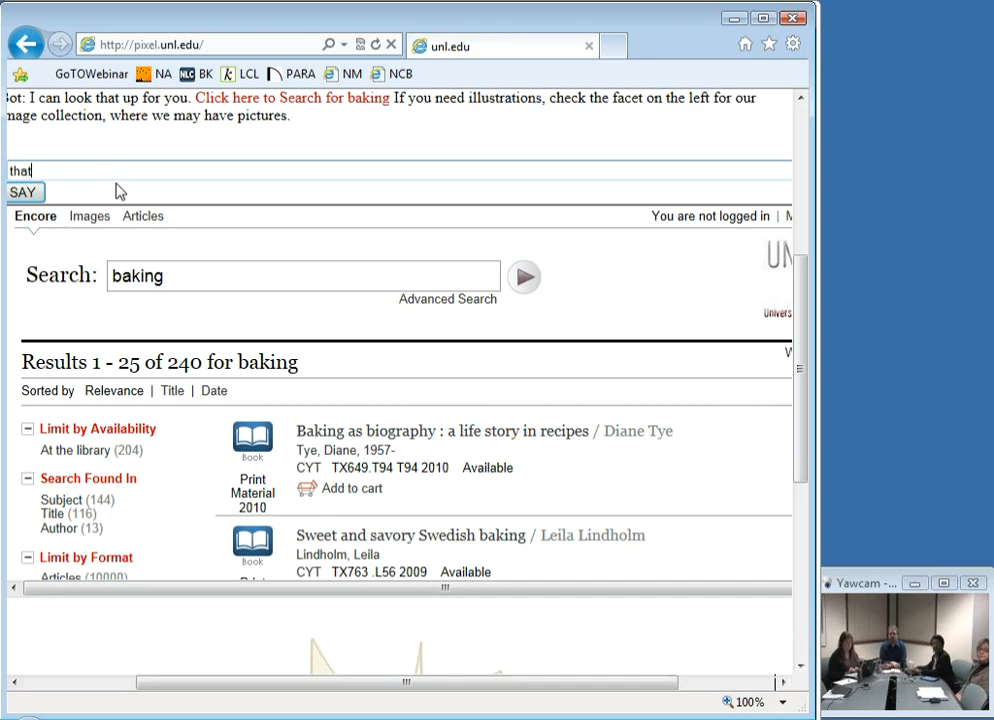 http://pixel.unl.edu/
unl.edu
GoTOWebinar NA NLC BK k LCL PARA NM NCB
ot: I can look that up for you. Click here to Search for baking If you need illustrations, check the facet on the left for our
mage collection, where we may have pictures.
that
SAY
Encore Images Articles You are not logged in | M
UN
Search: baking
Advanced Search
Univers
Results 1 - 25 of 240 for baking
Sorted by Relevance | Title | Date
Limit by Availability
At the library (204)
Search Found In
Subject (144)
Title (116)
Author (13)
Limit by Format
Articles (10000)
Book
Print
Material
2010
Baking as biography : a life story in recipes / Diane Tye
Tye, Diane, 1957-
CYT TX649.T94 T94 2010 Available
Add to cart
Book
Sweet and savory Swedish baking / Leila Lindholm
Lindholm, Leila
CYT TX763 .L56 2009 Available
100%
Yawcam -...